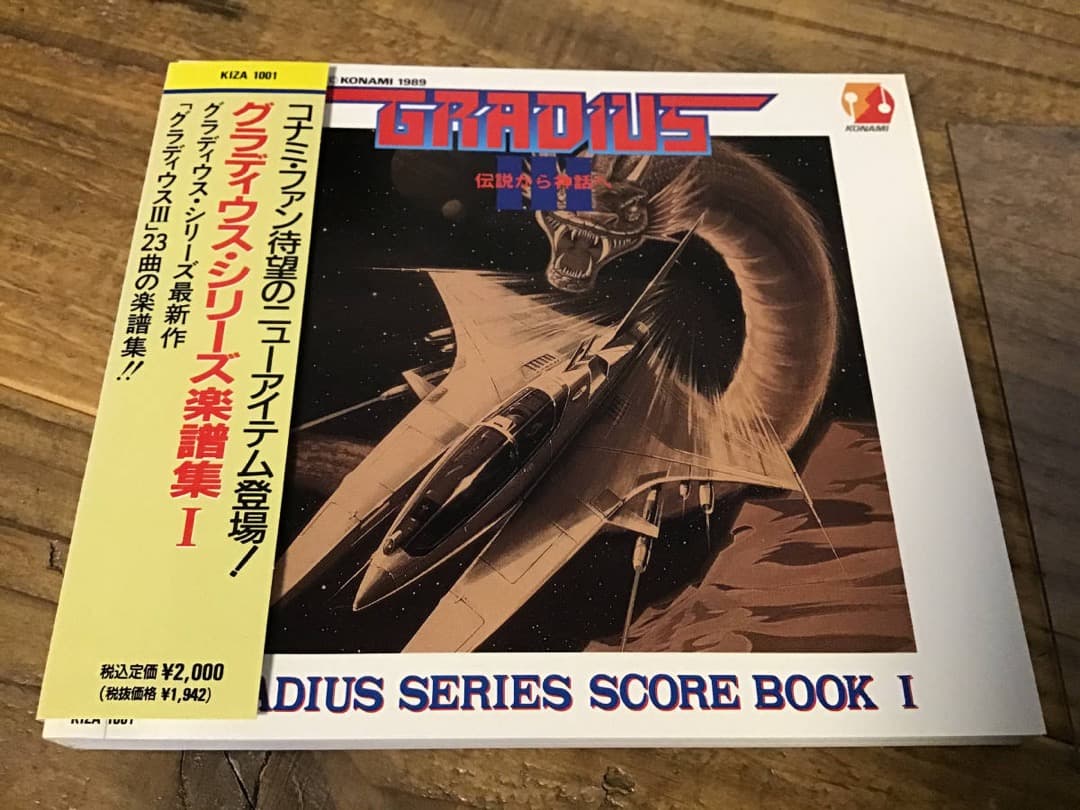 KIZA 1001
コナミ・ファン待望のニューアイテム登場!
グラディウス・シリーズ楽譜集 I
グラディウス・シリーズ最新作
「グラディウスIII」23曲の楽譜集!!
税込定価 ¥2,000
(税抜価格 ¥1,942)
© KONAMI 1989
GRADIUS
III
伝説から神話へ
KONAMI
ADIUS SERIES SCORE BOOK I
KIZA 1001